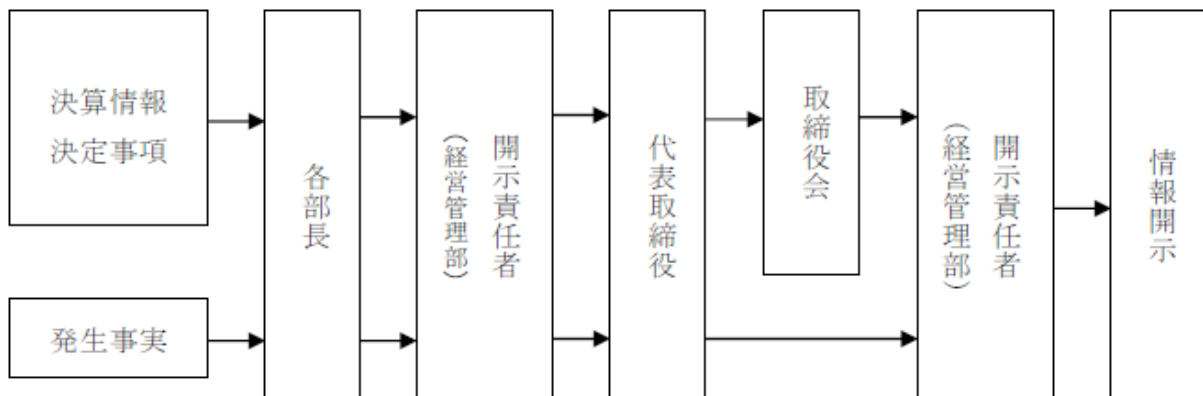 決算情報
決定事項
発生事実
各部長
開示責任者
(経営管理部)
代表取締役
取締役会
開示責任者
(経営管理部)
情報開示